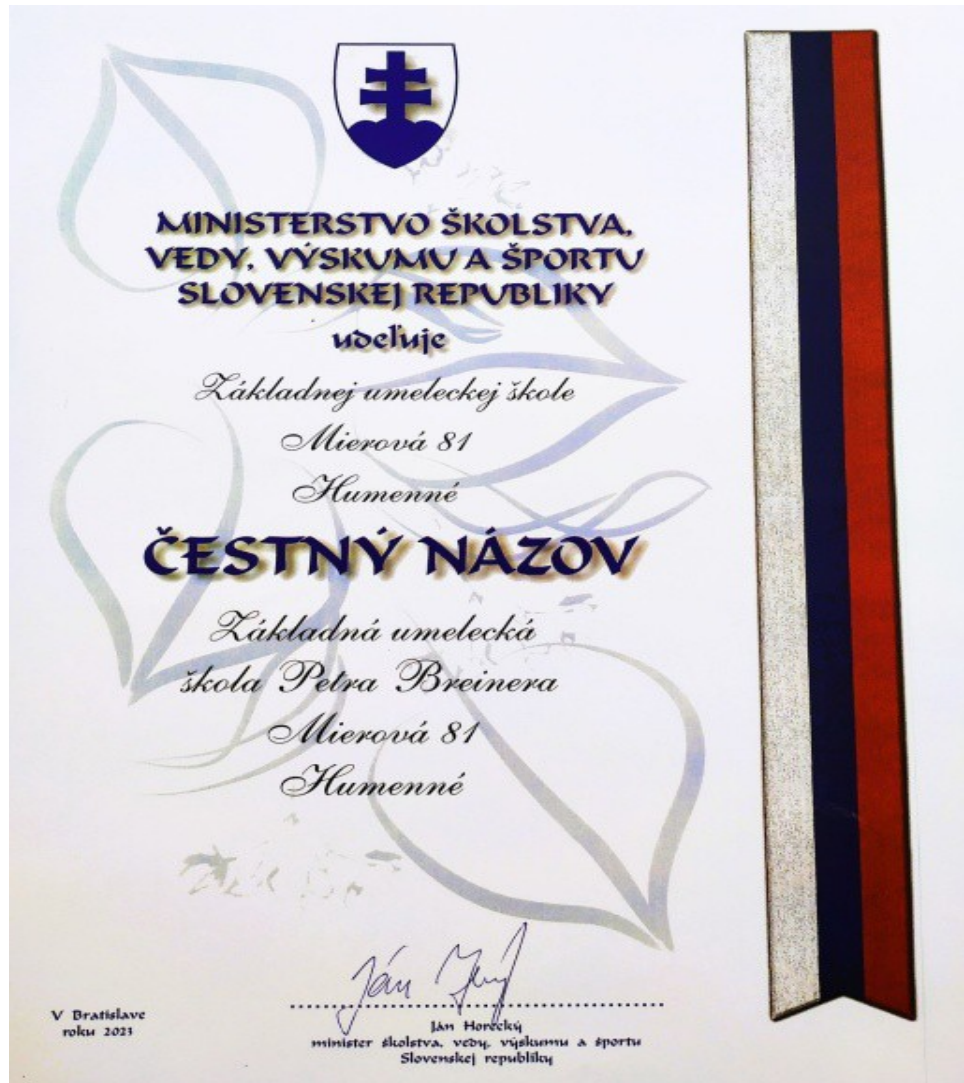 MINISTERSTVO ŠKOLSTVA,
VEDY, VÝSKUMU A ŠPORTU
SLOVENSKEJ REPUBLIKY
udeľuje
Základnej umeleckej škole
Mierová 81
Humenné
ČESTNÝ NÁZOV
Základná umelecká
škola Petra Breinera
Mierová 81
Humenné
V Bratislave
roku 2023
Ján Horecký
minister školstva, vedy, výskumu a športu
Slovenskej republiky